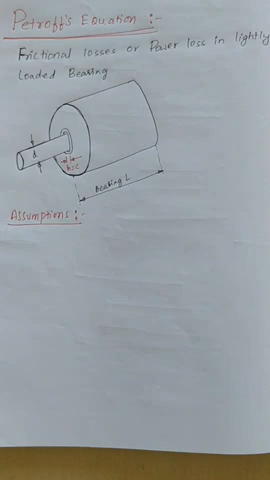 Petroff's Equation :-
Frictional losses or Power loss in lightly
Loaded Bearing
d
h=c
Bearing L
Assumptions :-